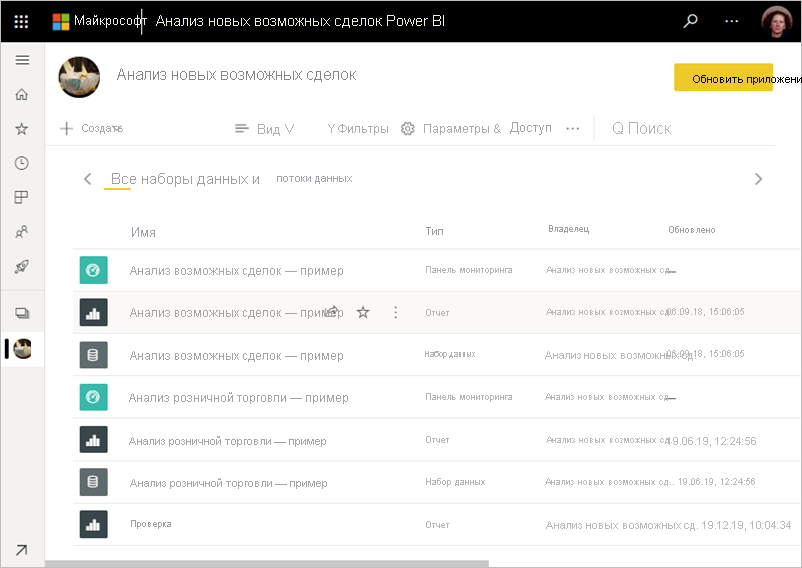 Майкрософт Анализ новых возможных сделок Power BI
Анализ новых возможных сделок
Обновить приложени
Создать Вид Фильтры Параметры & Доступ Поиск
Все наборы данных и потоки данных
Имя Тип Владелец Обновлено
Анализ возможных сделок — пример Панель мониторинга Анализ новых возможных сд... —
Анализ возможных сделок — пример Отчет Анализ новых возможных сд... 06.09.18, 15:06:05
Анализ возможных сделок — пример Набор данных Анализ новых возможных сд. 06.09.18, 15:06:05
Анализ розничной торговли — пример Панель мониторинга Анализ новых возможных сд... —
Анализ розничной торговли — пример Отчет Анализ новых возможных сд... 19.06.19, 12:24:56
Анализ розничной торговли — пример Набор данных Анализ новых возможных сд.. 19.06.19, 12:24:56
Проверка Отчет Анализ новых возможных сд. 19.12.19, 10:04:34